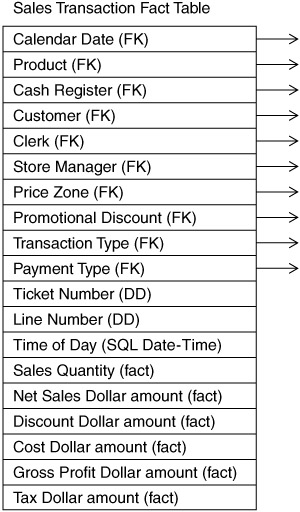 Sales Transaction Fact Table
Calendar Date (FK)
Product (FK)
Cash Register (FK)
Customer (FK)
Clerk (FK)
Store Manager (FK)
Price Zone (FK)
Promotional Discount (FK)
Transaction Type (FK)
Payment Type (FK)
Ticket Number (DD)
Line Number (DD)
Time of Day (SQL Date-Time)
Sales Quantity (fact)
Net Sales Dollar amount (fact)
Discount Dollar amount (fact)
Cost Dollar amount (fact)
Gross Profit Dollar amount (fact)
Tax Dollar amount (fact)